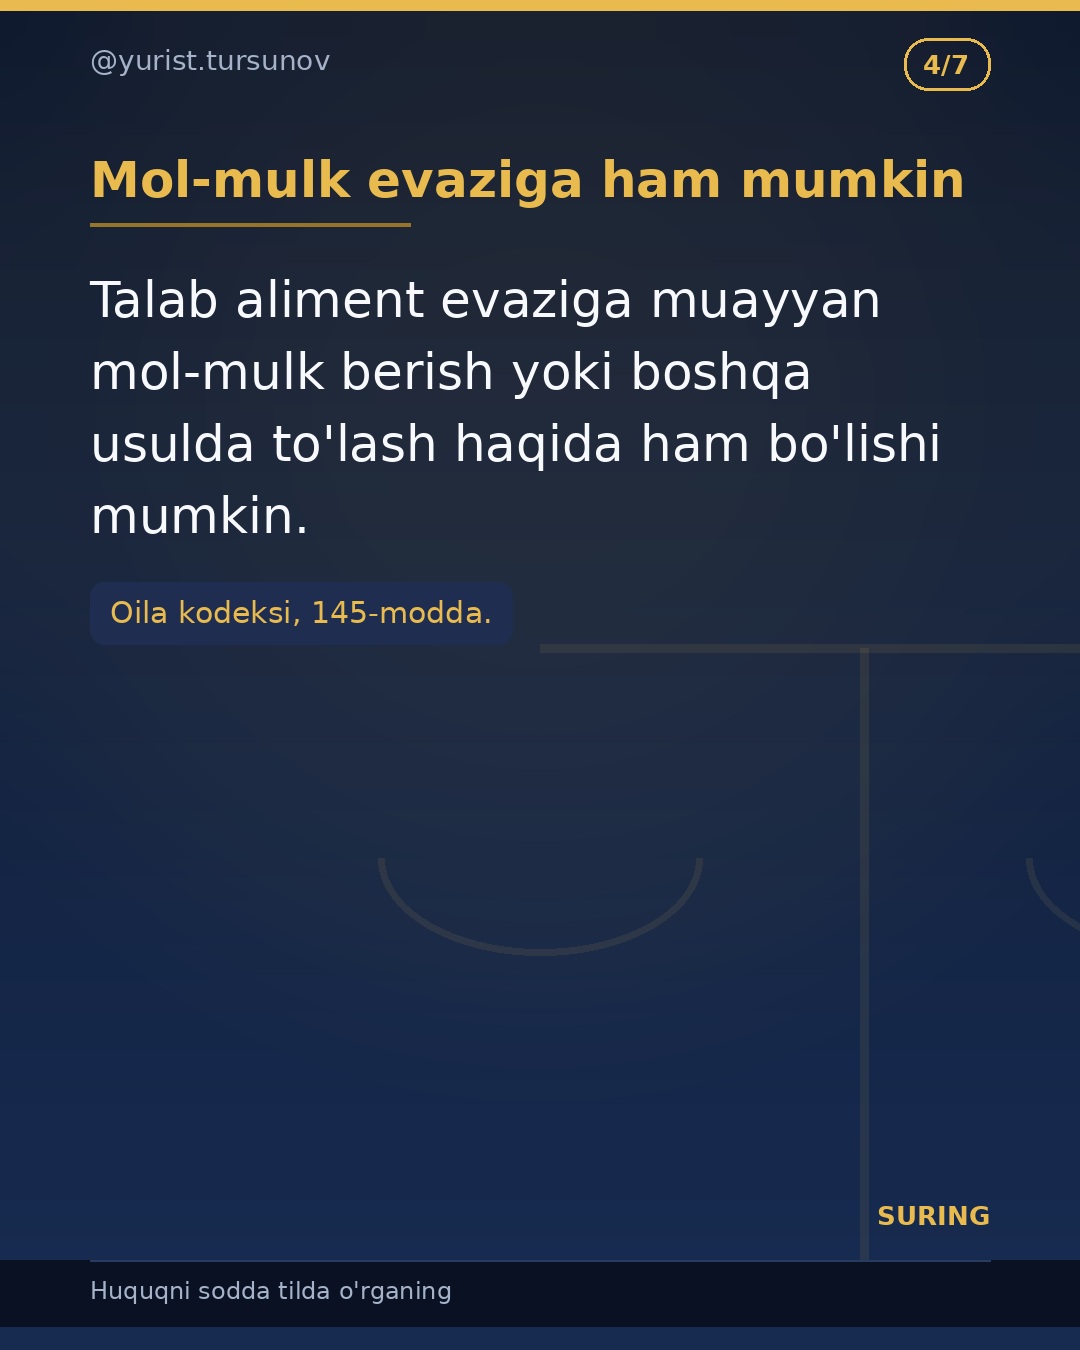 @yurist.tursunov
4/7
Mol-mulk evaziga ham mumkin
Talab aliment evaziga muayyan
mol-mulk berish yoki boshqa
usulda to'lash haqida ham bo'lishi
mumkin.
Oila kodeksi, 145-modda.
SURING
Huquqni sodda tilda o'rganing